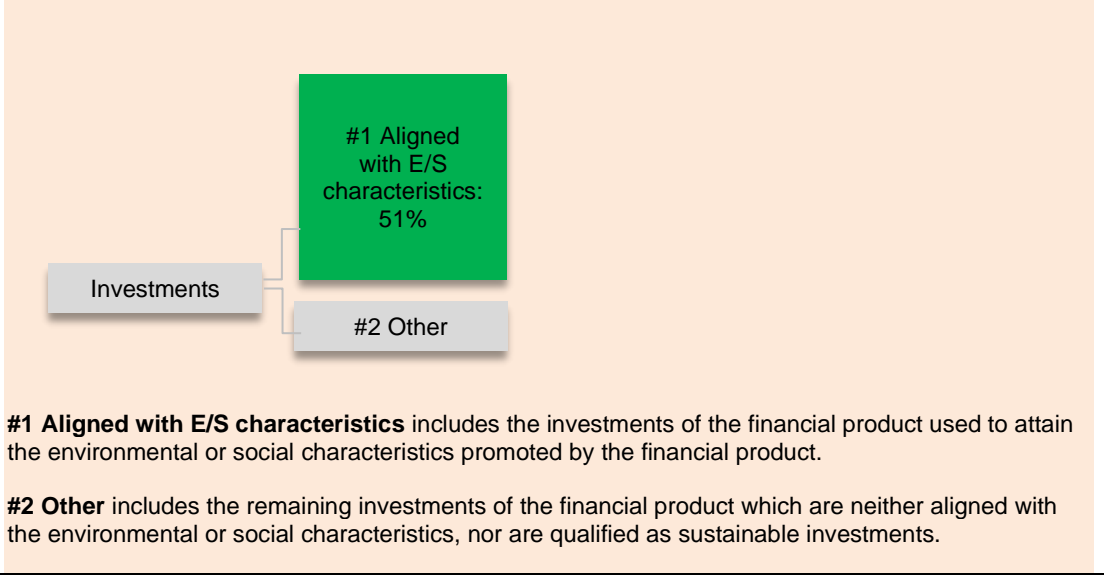 #1 Aligned
with E/S
characteristics:
51%
Investments
#2 Other
#1 Aligned with E/S characteristics includes the investments of the financial product used to attain
the environmental or social characteristics promoted by the financial product.
#2 Other includes the remaining investments of the financial product which are neither aligned with
the environmental or social characteristics, nor are qualified as sustainable investments.